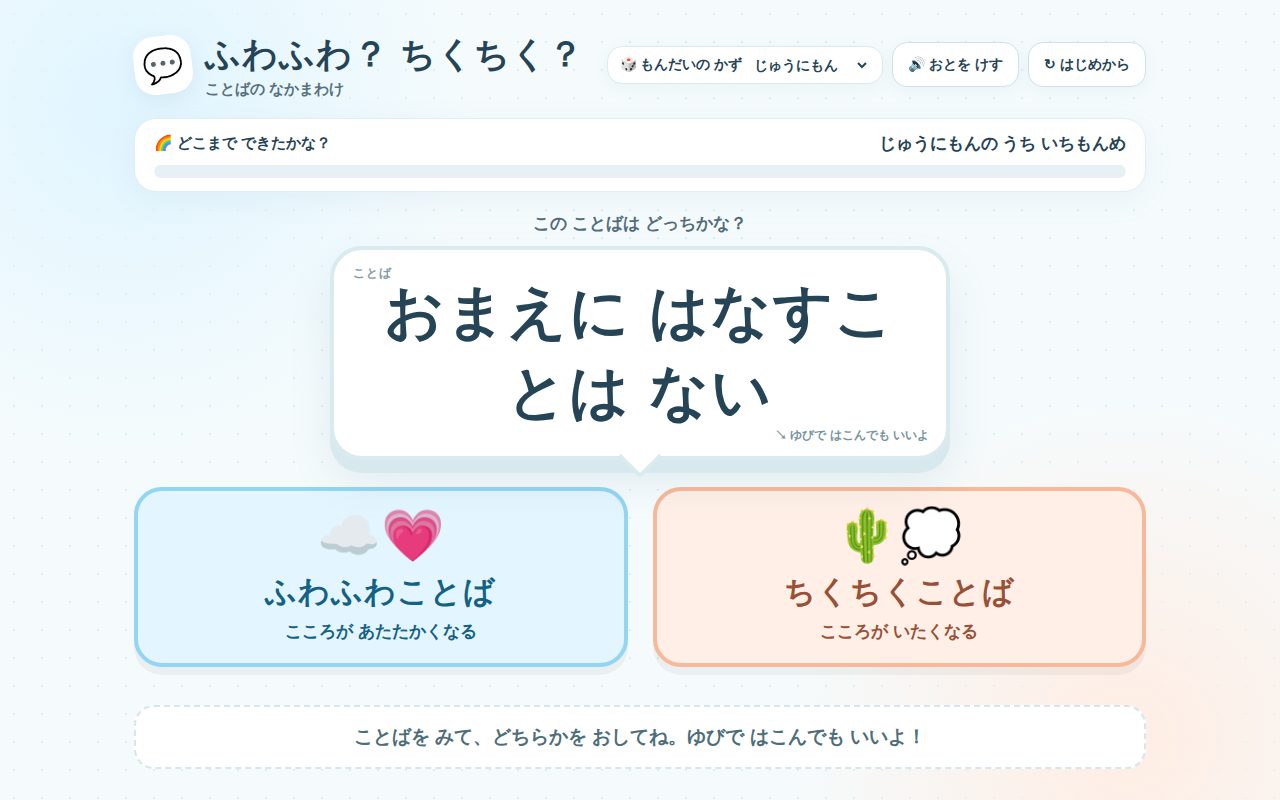 ふわふわ？ ちくちく？
ことばの なかまわけ
もんだいの かず じゅうにもん
おとを けす
はじめから
どこまで できたかな？
じゅうにもんの うち いちもんめ
この ことばは どっちかな？
ことば
おまえに はなすこ
とは ない
↘ ゆびで はこんでも いいよ
ふわふわことば
こころが あたたかくなる
ちくちくことば
こころが いたくなる
ことばを みて、どちらかを おしてね。ゆびで はこんでも いいよ！